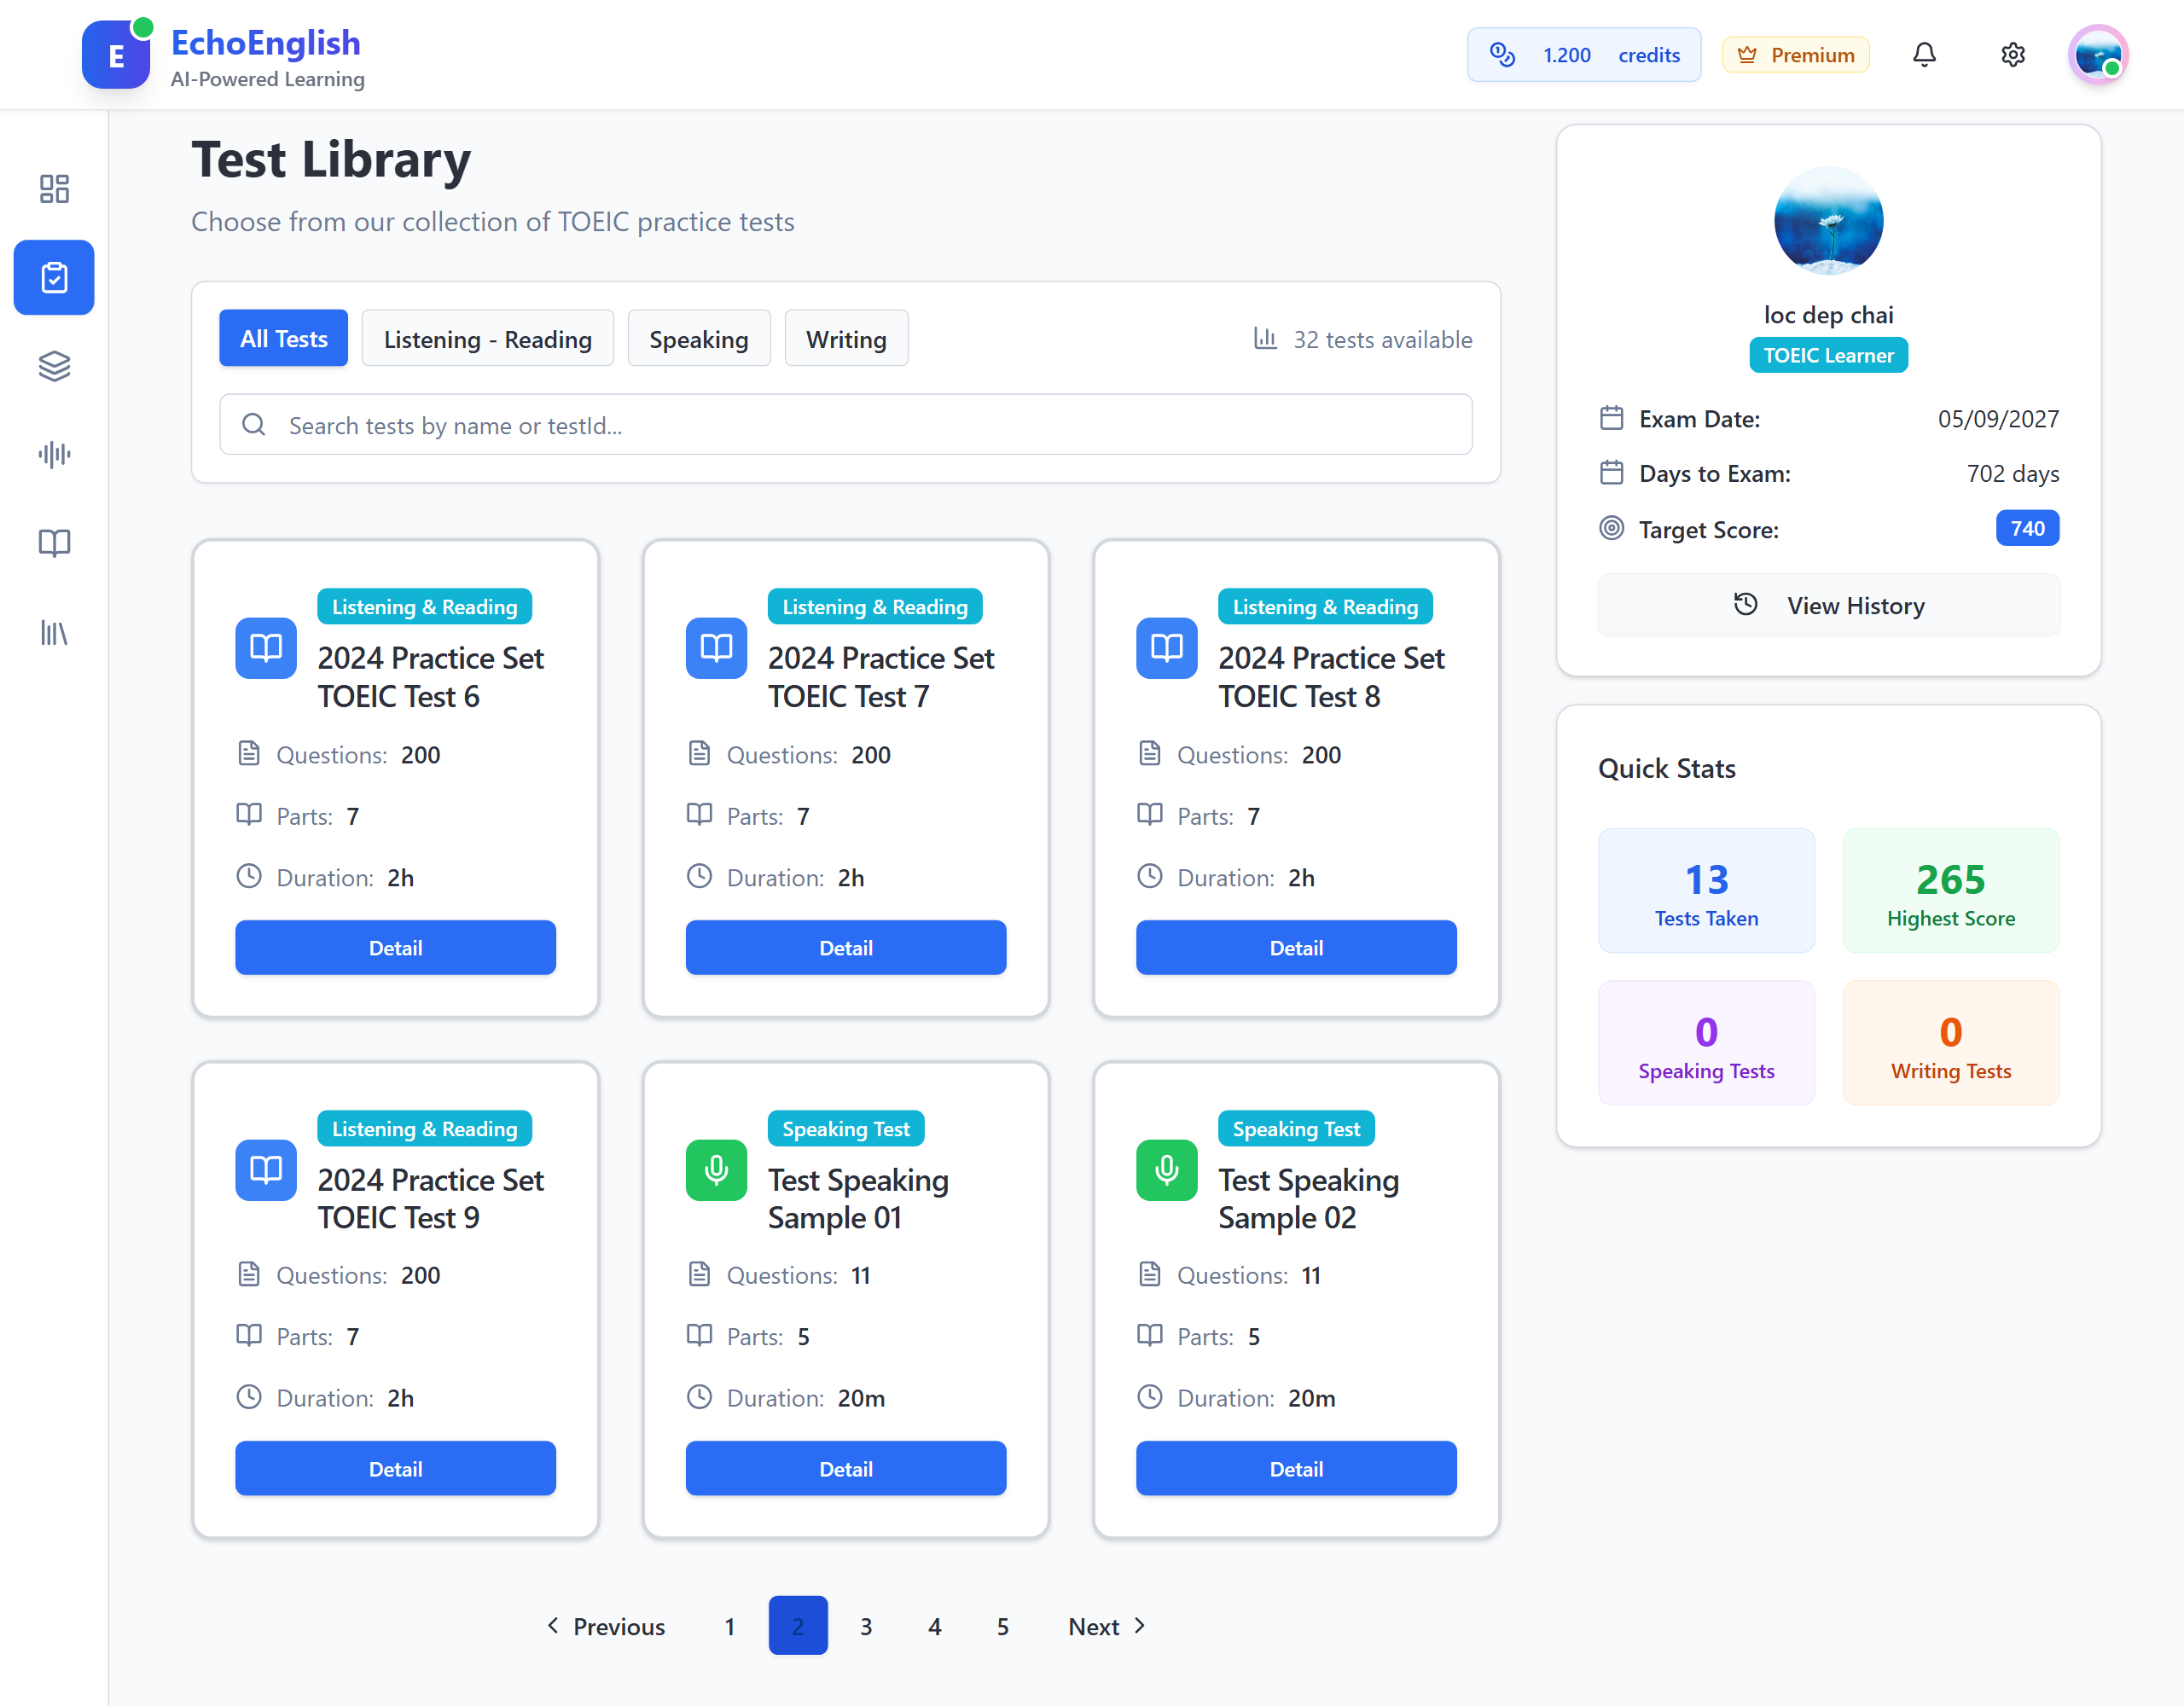 E
EchoEnglish
AI-Powered Learning
1.200 credits
Premium
Test Library
Choose from our collection of TOEIC practice tests
All Tests
Listening - Reading
Speaking
Writing
32 tests available
Search tests by name or testId...
Listening & Reading
2024 Practice Set
TOEIC Test 6
Questions: 200
Parts: 7
Duration: 2h
Detail
Listening & Reading
2024 Practice Set
TOEIC Test 7
Questions: 200
Parts: 7
Duration: 2h
Detail
Listening & Reading
2024 Practice Set
TOEIC Test 8
Questions: 200
Parts: 7
Duration: 2h
Detail
Listening & Reading
2024 Practice Set
TOEIC Test 9
Questions: 200
Parts: 7
Duration: 2h
Detail
Speaking Test
Test Speaking
Sample 01
Questions: 11
Parts: 5
Duration: 20m
Detail
Speaking Test
Test Speaking
Sample 02
Questions: 11
Parts: 5
Duration: 20m
Detail
Previous 1 2 3 4 5 Next
loc dep chai
TOEIC Learner
Exam Date: 05/09/2027
Days to Exam: 702 days
Target Score: 740
View History
Quick Stats
13
Tests Taken
265
Highest Score
0
Speaking Tests
0
Writing Tests